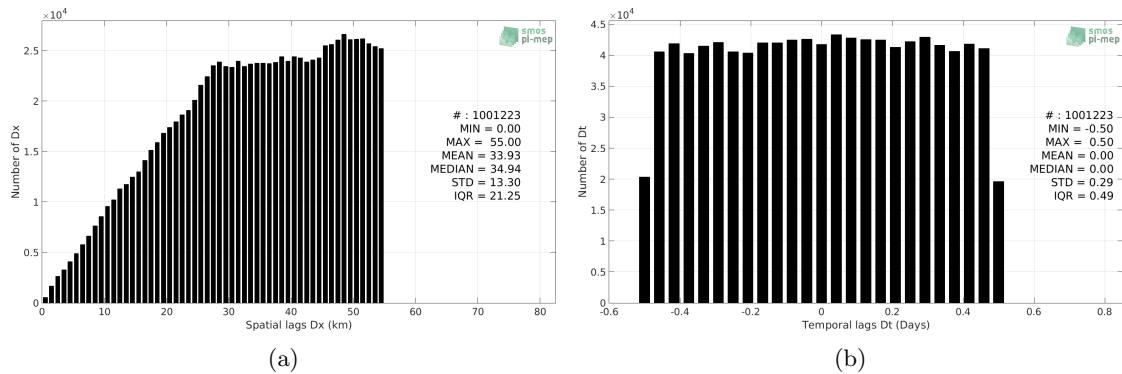 ×10⁴
2.5
2
1.5
1
0.5
0
0
10
20
30
40
50
60
70
80
Number of Dx
Spatial lags Dx (km)
smos
pi-mep
# : 1001223
MIN = 0.00
MAX = 55.00
MEAN = 33.93
MEDIAN = 34.94
STD = 13.30
IQR = 21.25
(a)
×10⁴
4.5
4
3.5
3
2.5
2
1.5
1
0.5
0
-0.6
-0.4
-0.2
0
0.2
0.4
0.6
0.8
Number of Dt
Temporal lags Dt (Days)
smos
pi-mep
# : 1001223
MIN = -0.50
MAX = 0.50
MEAN = 0.00
MEDIAN = 0.00
STD = 0.29
IQR = 0.49
(b)